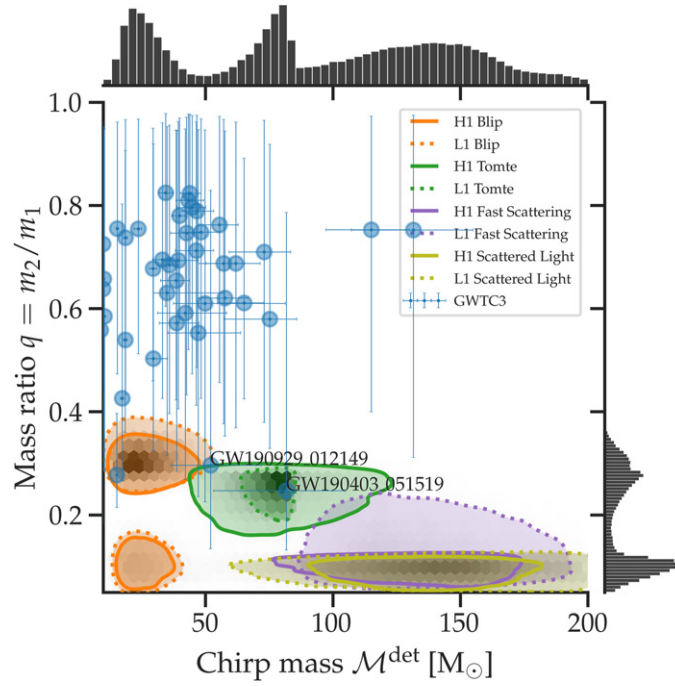 1.0
0.8
0.6
0.4
0.2
Mass ratio q = m₂/m₁
H1 Blip
L1 Blip
H1 Tomte
L1 Tomte
H1 Fast Scattering
L1 Fast Scattering
H1 Scattered Light
L1 Scattered Light
GWTC3
GW190929_012149
GW190403_051519
50
100
150
200
Chirp mass ℳᵈᵉᵗ [M⊙]